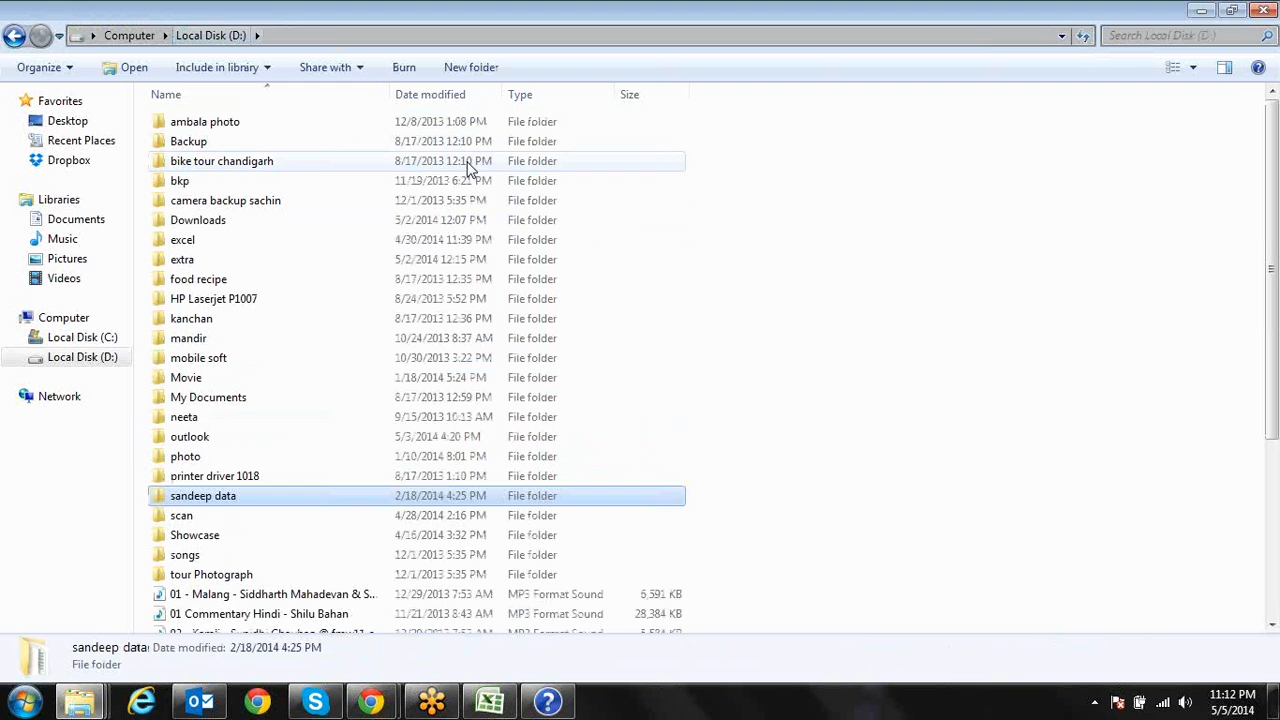 Computer Local Disk (D:) Search Local Disk (D:)
Organize Open Include in library Share with Burn New folder
Name Date modified Type Size
Favorites
Desktop
Recent Places
Dropbox
Libraries
Documents
Music
Pictures
Videos
Computer
Local Disk (C:)
Local Disk (D:)
Network
ambala photo 12/8/2013 1:08 PM File folder
Backup 8/17/2013 12:10 PM File folder
bike tour chandigarh 8/17/2013 12:10 PM File folder
bkp 11/19/2013 6:21 PM File folder
camera backup sachin 12/1/2013 5:35 PM File folder
Downloads 5/2/2014 12:07 PM File folder
excel 4/30/2014 11:39 PM File folder
extra 5/2/2014 12:15 PM File folder
food recipe 8/17/2013 12:35 PM File folder
HP Laserjet P1007 8/24/2013 5:52 PM File folder
kanchan 8/17/2013 12:36 PM File folder
mandir 10/24/2013 8:37 AM File folder
mobile soft 10/30/2013 3:22 PM File folder
Movie 1/18/2014 5:24 PM File folder
My Documents 8/17/2013 12:59 PM File folder
neeta 9/15/2013 10:13 AM File folder
outlook 5/3/2014 4:20 PM File folder
photo 1/10/2014 8:01 PM File folder
printer driver 1018 8/17/2013 1:10 PM File folder
sandeep data 2/18/2014 4:25 PM File folder
scan 4/28/2014 2:16 PM File folder
Showcase 4/16/2014 3:32 PM File folder
songs 12/1/2013 5:35 PM File folder
tour Photograph 12/1/2013 5:35 PM File folder
01 - Malang - Siddharth Mahadevan & S... 12/29/2013 7:53 AM MP3 Format Sound 6,591 KB
01 Commentary Hindi - Shilu Bahan 11/21/2013 8:43 AM MP3 Format Sound 28,384 KB
sandeep data Date modified: 2/18/2014 4:25 PM
File folder
11:12 PM
5/5/2014